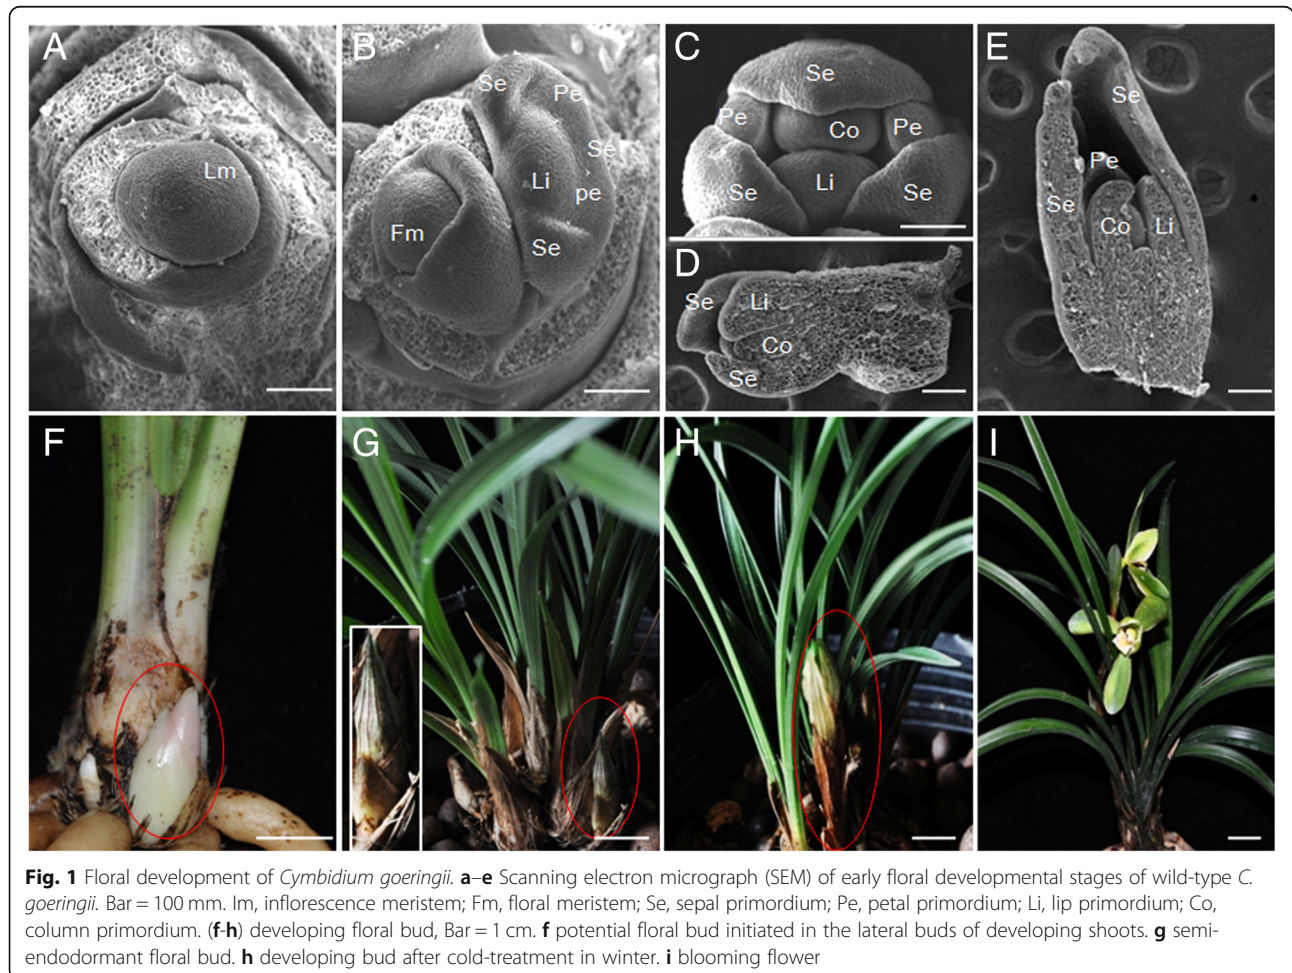 A
Lm
B
Se
Pe
Se
Li
pe
Fm
Se
C
Se
Pe
Co
Pe
Se
Li
Se
D
Se
Li
Co
Se
E
Se
Pe
Se
Co
Li
F
G
H
I
Fig. 1 Floral development of Cymbidium goeringii. a–e Scanning electron micrograph (SEM) of early floral developmental stages of wild-type C.
goeringii. Bar = 100 mm. Im, inflorescence meristem; Fm, floral meristem; Se, sepal primordium; Pe, petal primordium; Li, lip primordium; Co,
column primordium. (f-h) developing floral bud, Bar = 1 cm. f potential floral bud initiated in the lateral buds of developing shoots. g semi-
endodormant floral bud. h developing bud after cold-treatment in winter. i blooming flower